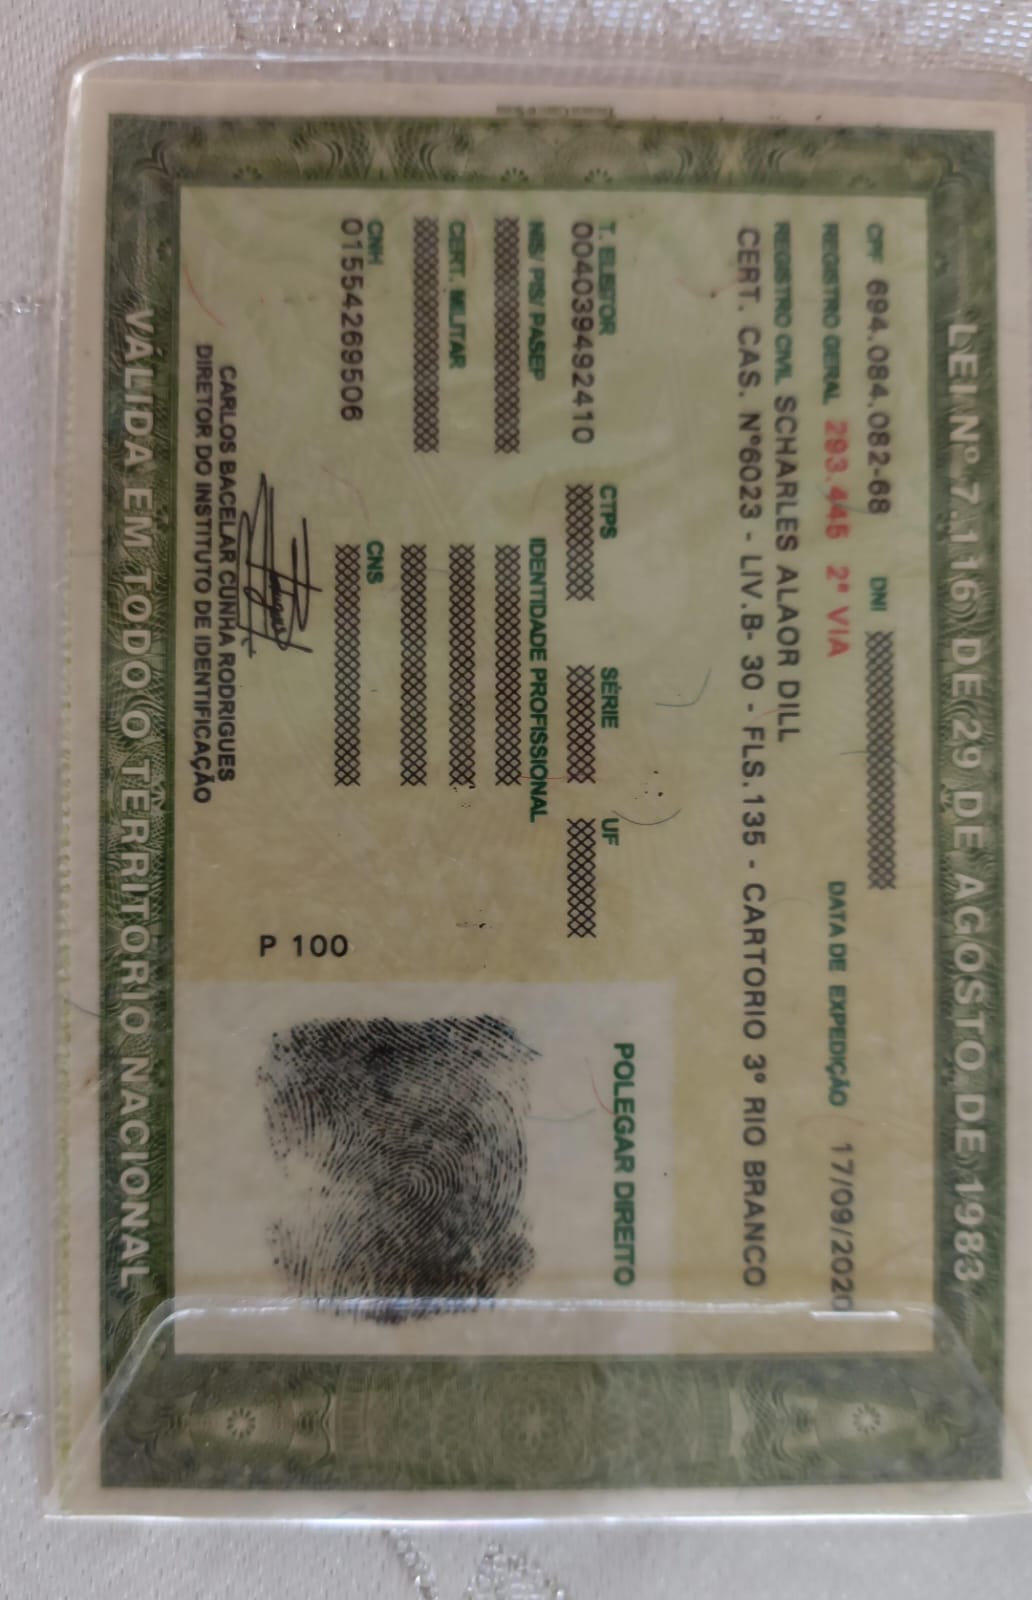 LEI Nº 7.116 DE 29 DE AGOSTO DE 1983
CPF 694.084.082-68 DNI
REGISTRO GERAL 293.445 2ª VIA DATA DE EXPEDIÇÃO 17/09/2020
REGISTRO CIVIL SCHARLES ALAOR DILL
CERT. CAS. Nº6023 - LIV.B- 30 - FLS.135 - CARTORIO 3º RIO BRANCO
T. ELEITOR CTPS SÉRIE UF
004039492410
NIS/ PIS/ PASEP IDENTIDADE PROFISSIONAL
CERT. MILITAR
CNH CNS
01554269506
POLEGAR DIREITO
P 100
CARLOS BACELAR CUNHA RODRIGUES
DIRETOR DO INSTITUTO DE IDENTIFICAÇÃO
VALIDA EM TODO O TERRITORIO NACIONAL